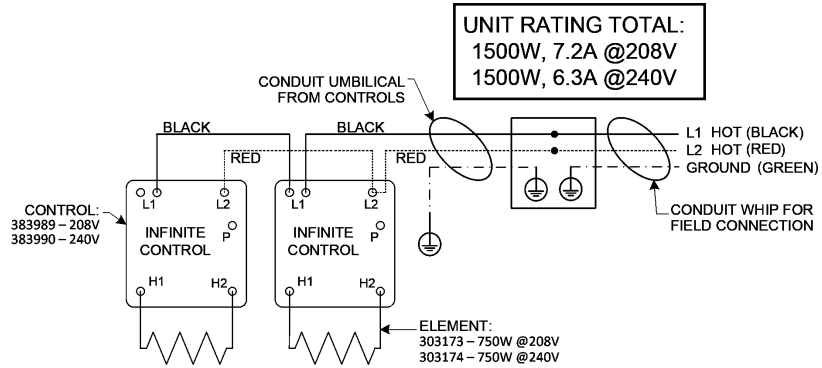 UNIT RATING TOTAL:
1500W, 7.2A @208V
1500W, 6.3A @240V
CONDUIT UMBILICAL
FROM CONTROLS
BLACK
BLACK
L1 HOT (BLACK)
RED
RED
L2 HOT (RED)
GROUND (GREEN)
L1
L2
L1
L2
CONTROL:
383989 – 208V
383990 – 240V
INFINITE
CONTROL
P
INFINITE
CONTROL
P
CONDUIT WHIP FOR
FIELD CONNECTION
H1
H2
H1
H2
ELEMENT:
303173 – 750W @208V
303174 – 750W @240V